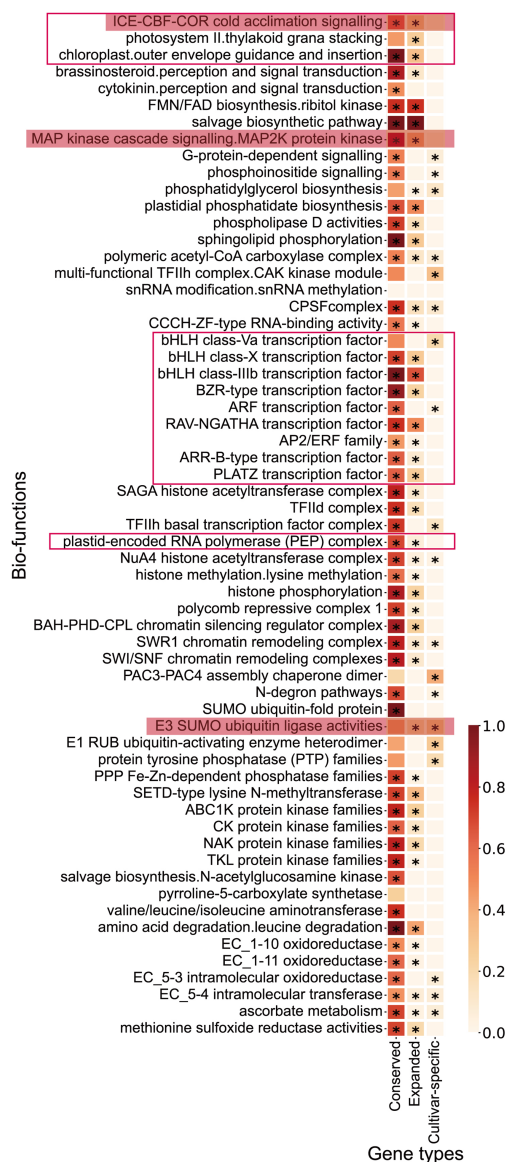 ICE-CBF-COR cold acclimation signalling
photosystem II.thylakoid grana stacking
chloroplast.outer envelope guidance and insertion
brassinosteroid.perception and signal transduction
cytokinin.perception and signal transduction
FMN/FAD biosynthesis.ribitol kinase
salvage biosynthetic pathway
MAP kinase cascade signalling.MAP2K protein kinase
G-protein-dependent signalling
phosphoinositide signalling
phosphatidylglycerol biosynthesis
plastidial phosphatidate biosynthesis
phospholipase D activities
sphingolipid phosphorylation
polymeric acetyl-CoA carboxylase complex
multi-functional TFIIh complex.CAK kinase module
snRNA modification.snRNA methylation
CPSFcomplex
CCCH-ZF-type RNA-binding activity
bHLH class-Va transcription factor
bHLH class-X transcription factor
bHLH class-IIIb transcription factor
BZR-type transcription factor
ARF transcription factor
RAV-NGATHA transcription factor
AP2/ERF family
ARR-B-type transcription factor
PLATZ transcription factor
SAGA histone acetyltransferase complex
TFIId complex
TFIIh basal transcription factor complex
plastid-encoded RNA polymerase (PEP) complex
NuA4 histone acetyltransferase complex
histone methylation.lysine methylation
histone phosphorylation
polycomb repressive complex 1
BAH-PHD-CPL chromatin silencing regulator complex
SWR1 chromatin remodeling complex
SWI/SNF chromatin remodeling complexes
PAC3-PAC4 assembly chaperone dimer
N-degron pathways
SUMO ubiquitin-fold protein
E3 SUMO ubiquitin ligase activities
E1 RUB ubiquitin-activating enzyme heterodimer
protein tyrosine phosphatase (PTP) families
PPP Fe-Zn-dependent phosphatase families
SETD-type lysine N-methyltransferase
ABC1K protein kinase families
CK protein kinase families
NAK protein kinase families
TKL protein kinase families
salvage biosynthesis.N-acetylglucosamine kinase
pyrroline-5-carboxylate synthetase
valine/leucine/isoleucine aminotransferase
amino acid degradation.leucine degradation
EC_1-10 oxidoreductase
EC_1-11 oxidoreductase
EC_5-3 intramolecular oxidoreductase
EC_5-4 intramolecular transferase
ascorbate metabolism
methionine sulfoxide reductase activities
Bio-functions
Conserved
Expanded
Cultivar-specific
Gene types
1.0
0.8
0.6
0.4
0.2
0.0